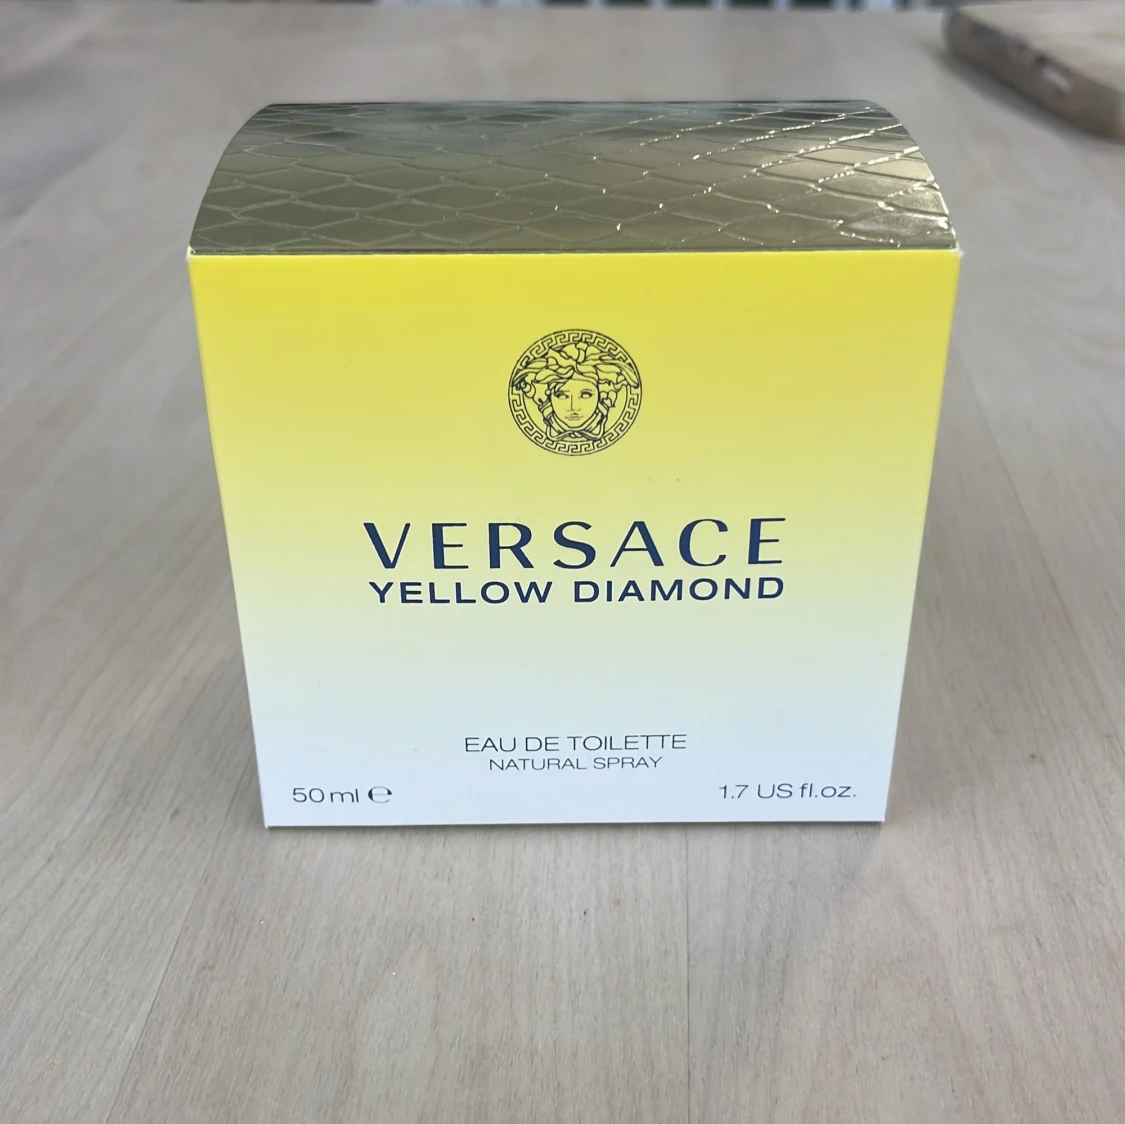 VERSACE
YELLOW DIAMOND
EAU DE TOILETTE
NATURAL SPRAY
50 ml ℮
1.7 US fl.oz.